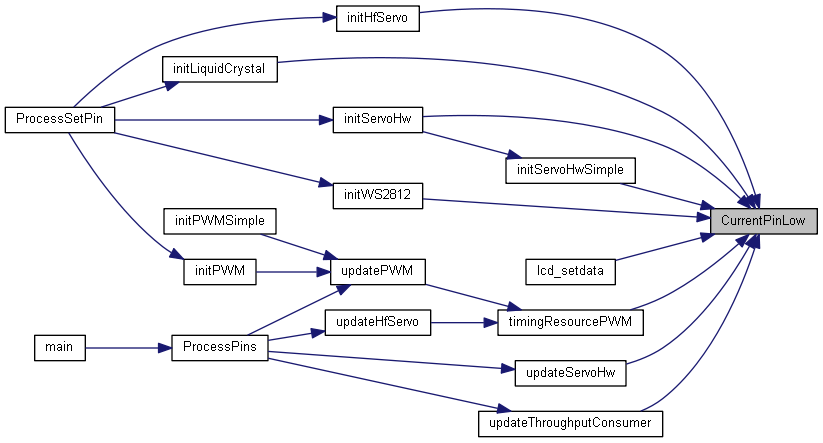 initHfServo
initLiquidCrystal
ProcessSetPin
initServoHw
initServoHwSimple
initWS2812
initPWMSimple
CurrentPinLow
initPWM
updatePWM
lcd_setdata
updateHfServo
timingResourcePWM
main
ProcessPins
updateServoHw
updateThroughputConsumer